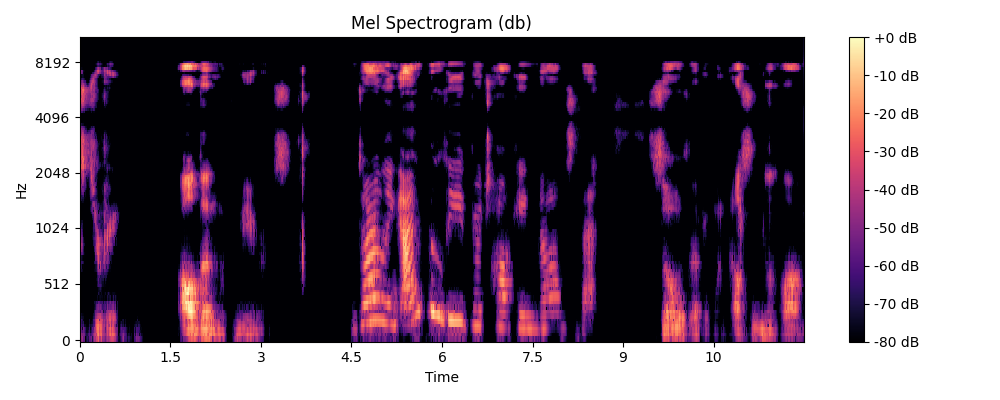 Mel Spectrogram (db)
Hz
8192
4096
2048
1024
512
0
0 1.5 3 4.5 6 7.5 9 10
Time
+0 dB
-10 dB
-20 dB
-30 dB
-40 dB
-50 dB
-60 dB
-70 dB
-80 dB